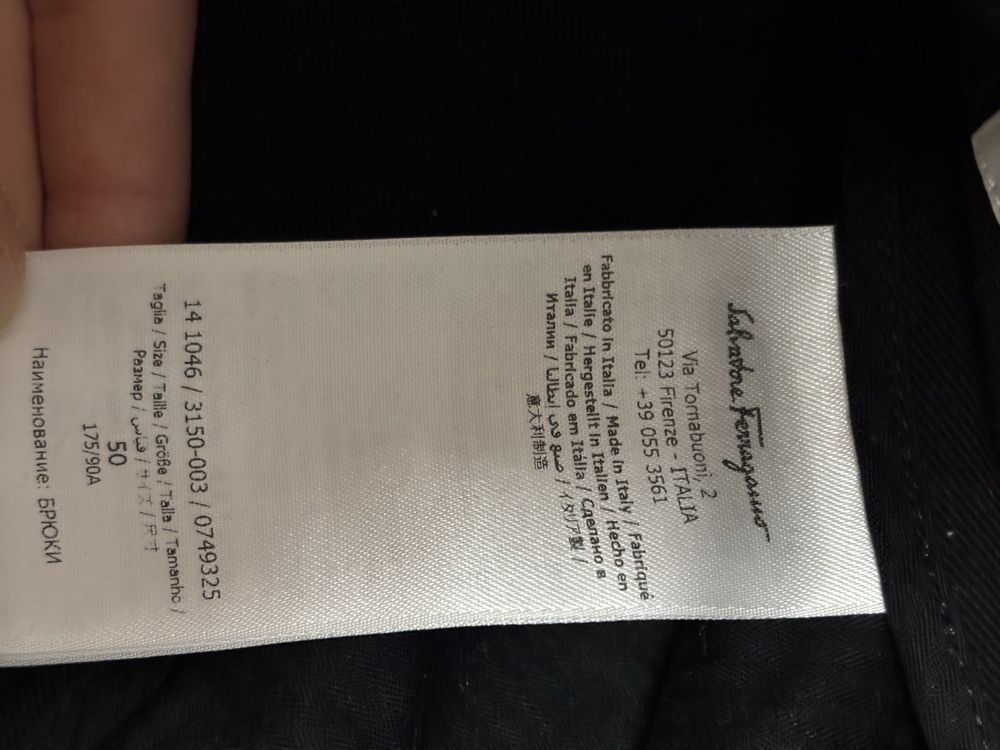 Salvatore Ferragamo
Via Tornabuoni, 2
50123 Firenze - ITALIA
Tel: +39 055 3561
Fabbricato in Italia / Made in Italy / Fabriqué
en Italie / Hergestellt in Italien / Hecho en
Italia / Fabricado em Itália / Сделано в
Италии / صنع في إيطاليا / イタリア製 /
意大利制造
14 1046 / 3150-003 / 0749325
Taglia / Size / Taille / Größe / Talla / Tamanho /
Размер / قياس / サイズ / 尺寸
50
175/90A
Наименование: БРЮКИ